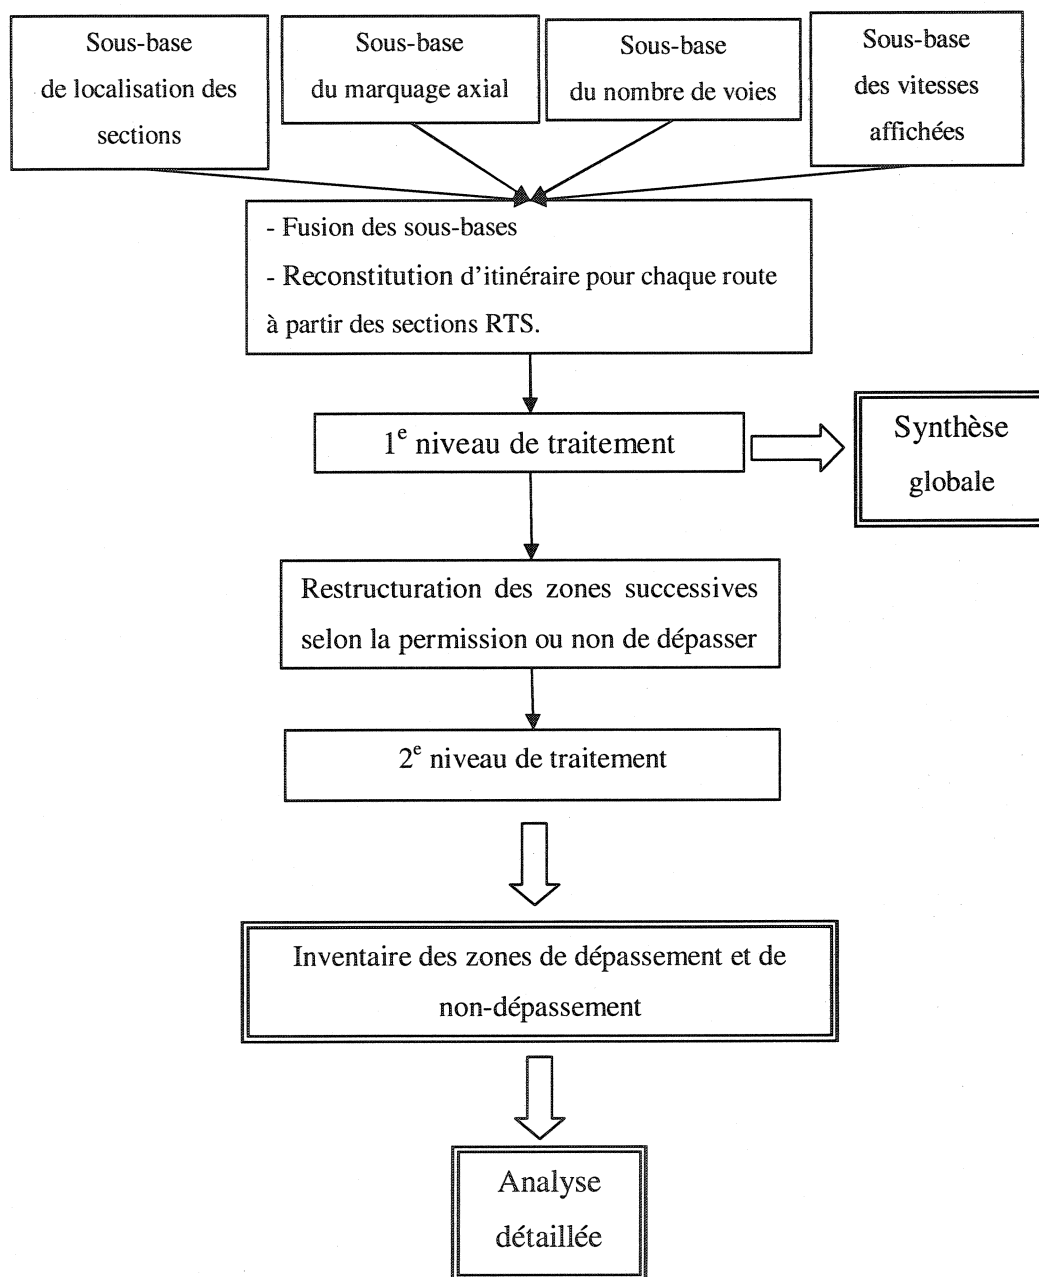 Sous-base
de localisation des
sections
Sous-base
du marquage axial
Sous-base
du nombre de voies
Sous-base
des vitesses
affichées
- Fusion des sous-bases
- Reconstitution d'itinéraire pour chaque route
à partir des sections RTS.
1e niveau de traitement
Synthèse
globale
Restructuration des zones successives
selon la permission ou non de dépasser
2e niveau de traitement
Inventaire des zones de dépassement et de
non-dépassement
Analyse
détaillée